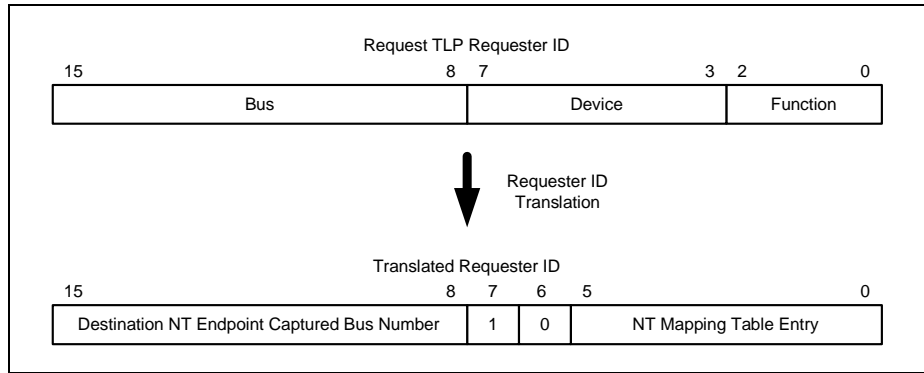 Request TLP Requester ID
15 8 7 3 2 0
Bus Device Function
Requester ID
Translation
Translated Requester ID
15 8 7 6 5 0
Destination NT Endpoint Captured Bus Number 1 0 NT Mapping Table Entry